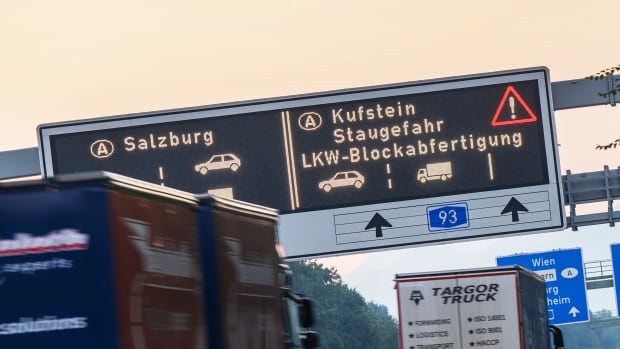 (A) Salzburg
(A) Kufstein
Staugefahr
LKW-Blockabfertigung
93
Wien
A
TARGOR
TRUCK
FORWARDING
LOGISTICS
TRANSPORT
ISO 14001
ISO 9001
HACCP